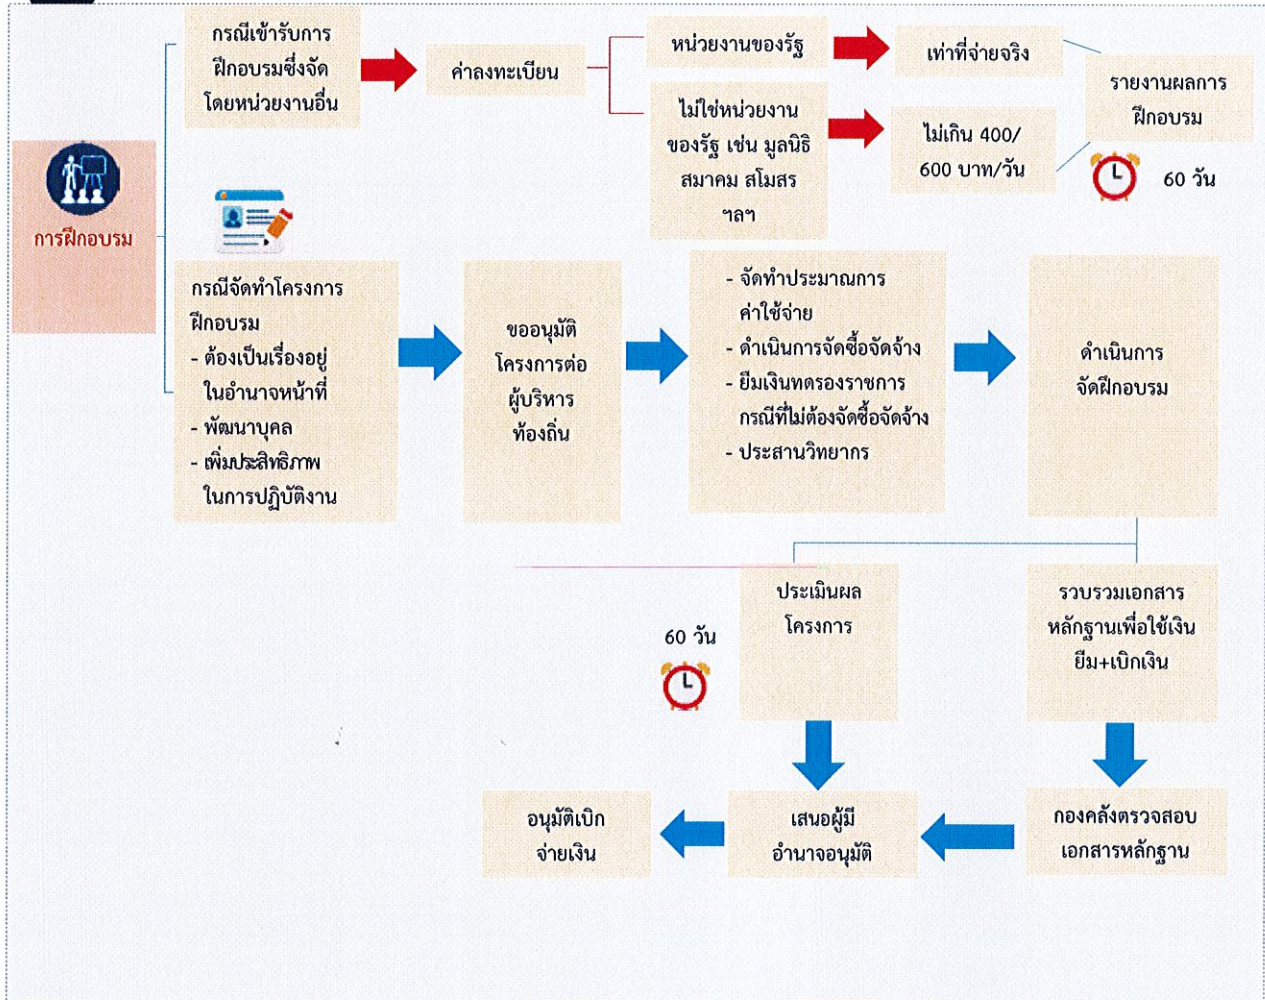 กรณีเข้ารับการ
ฝึกอบรมซึ่งจัด
โดยหน่วยงานอื่น
ค่าลงทะเบียน
หน่วยงานของรัฐ
เท่าที่จ่ายจริง
ไม่ใช่หน่วยงาน
ของรัฐ เช่น มูลนิธิ
สมาคม สโมสร
ฯลฯ
ไม่เกิน 400/
600 บาท/วัน
รายงานผลการ
ฝึกอบรม
60 วัน
การฝึกอบรม
กรณีจัดทำโครงการ
ฝึกอบรม
- ต้องเป็นเรื่องอยู่
ในอำนาจหน้าที่
- พัฒนาบุคล
- เพิ่มประสิทธิภาพ
ในการปฏิบัติงาน
ขออนุมัติ
โครงการต่อ
ผู้บริหาร
ท้องถิ่น
- จัดทำประมาณการ
ค่าใช้จ่าย
- ดำเนินการจัดซื้อจัดจ้าง
- ยืมเงินทดรองราชการ
กรณีที่ไม่ต้องจัดซื้อจัดจ้าง
- ประสานวิทยากร
ดำเนินการ
จัดฝึกอบรม
ประเมินผล
โครงการ
60 วัน
รวบรวมเอกสาร
หลักฐานเพื่อใช้เงิน
ยืม+เบิกเงิน
อนุมัติเบิก
จ่ายเงิน
เสนอผู้มี
อำนาจอนุมัติ
กองคลังตรวจสอบ
เอกสารหลักฐาน